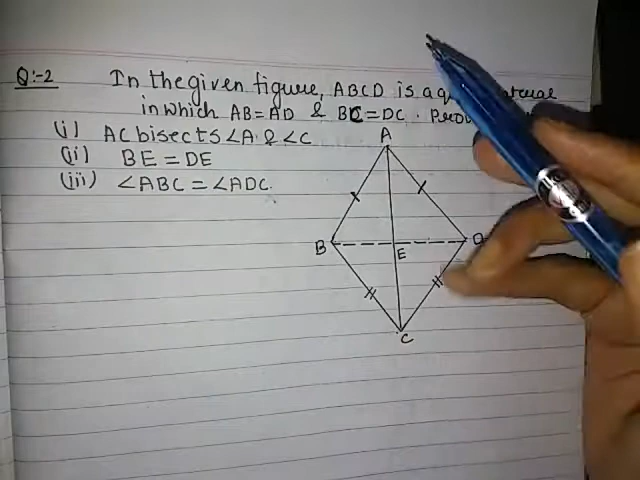 Q:-2 In the given figure, ABCD is a
in which AB=AD & BC=DC. Prove
(i) AC bisects ∠A & ∠C
(ii) BE = DE
(iii) ∠ABC = ∠ADC.
A
B
E
D
C